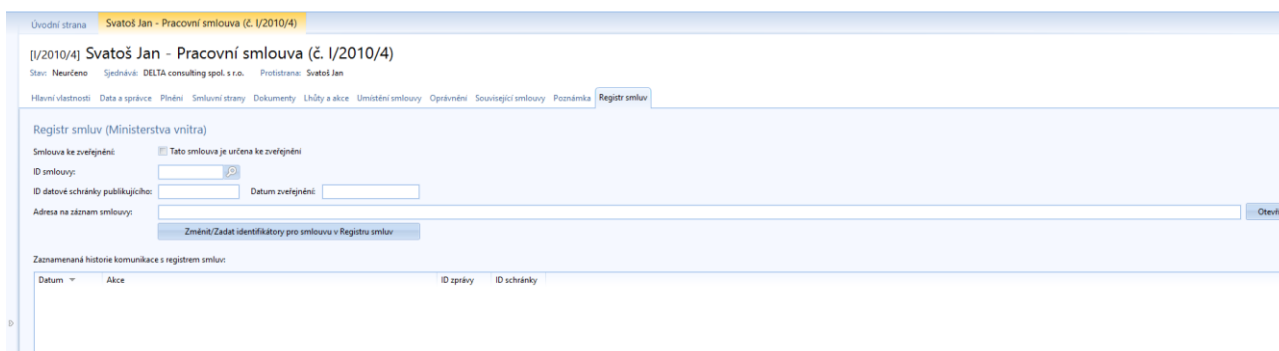 Úvodní strana Svatoš Jan - Pracovní smlouva (č. I/2010/4)
[I/2010/4] Svatoš Jan - Pracovní smlouva (č. I/2010/4)
Stav: Neurčeno Sjednává: DELTA consulting spol. s r.o. Protistrana: Svatoš Jan
Hlavní vlastnosti Data a správce Plnění Smluvní strany Dokumenty Lhůty a akce Umístění smlouvy Oprávnění Související smlouvy Poznámka Registr smluv
Registr smluv (Ministerstva vnitra)
Smlouva ke zveřejnění: Tato smlouva je určena ke zveřejnění
ID smlouvy:
ID datové schránky publikujícího: Datum zveřejnění:
Adresa na záznam smlouvy: Otevří
Změnit/Zadat identifikátory pro smlouvu v Registru smluv
Zaznamenaná historie komunikace s registrem smluv:
Datum Akce ID zprávy ID schránky